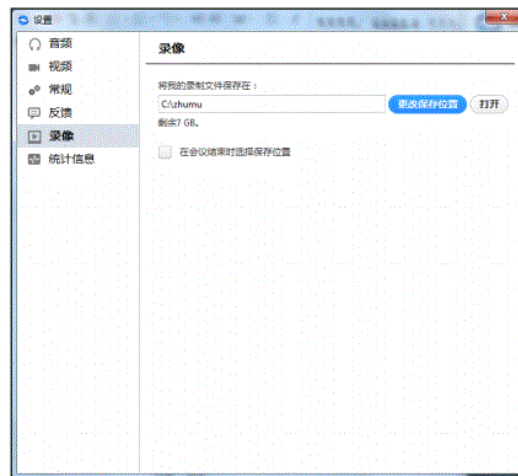 设置
音频
视频
常规
反馈
录像
统计信息
录像
将我的录制文件保存在：
C:\zhumu
更改保存位置
打开
剩余7 GB。
在会议结束时选择保存位置